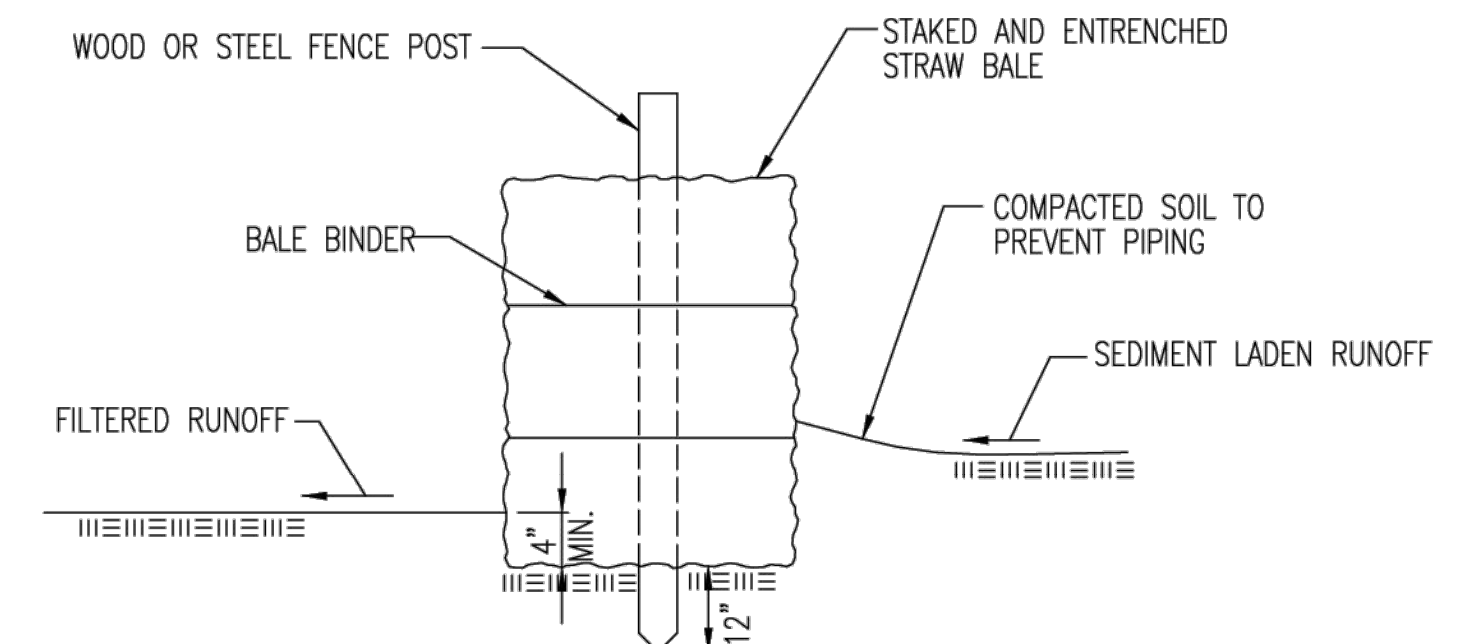 WOOD OR STEEL FENCE POST
STAKED AND ENTRENCHED
STRAW BALE
BALE BINDER
COMPACTED SOIL TO
PREVENT PIPING
SEDIMENT LADEN RUNOFF
FILTERED RUNOFF
4"
MIN.
12"